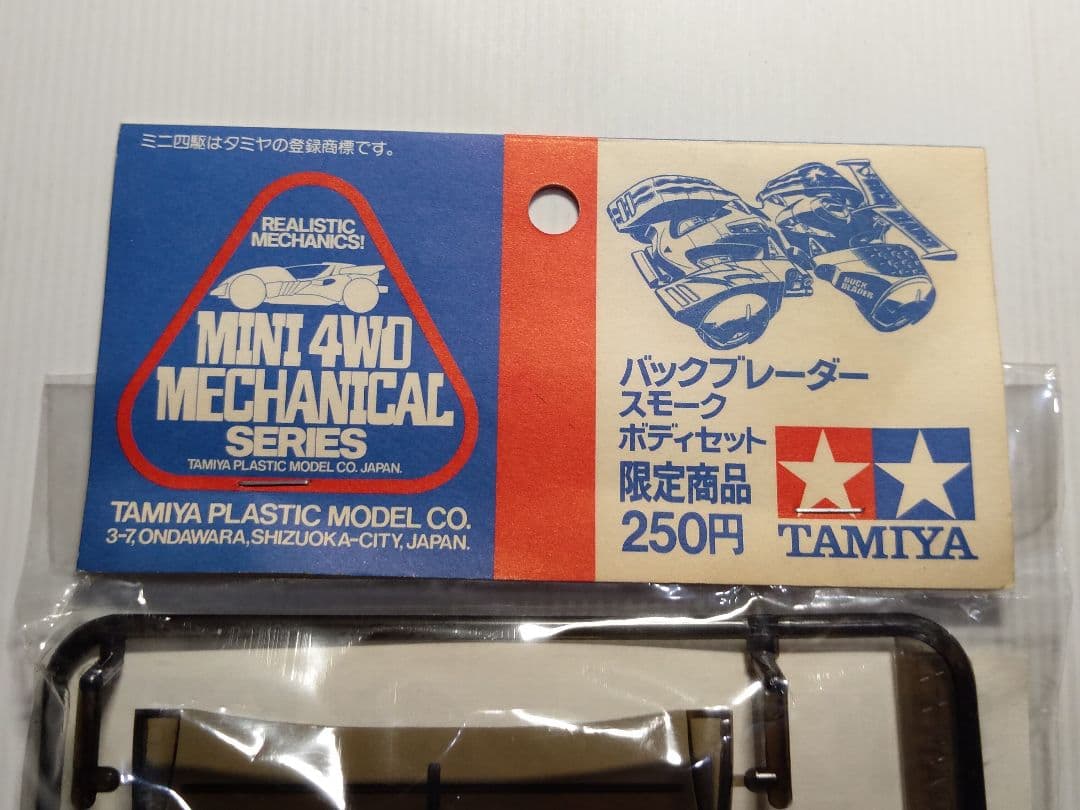 ミニ四駆はタミヤの登録商標です。
REALISTIC
MECHANICS!
MINI 4WD
MECHANICAL
SERIES
TAMIYA PLASTIC MODEL CO. JAPAN.
TAMIYA PLASTIC MODEL CO.
3-7, ONDAWARA, SHIZUOKA-CITY, JAPAN.
BUCK
BLADER
バックブレーダー
スモーク
ボディセット
限定商品
250円
TAMIYA